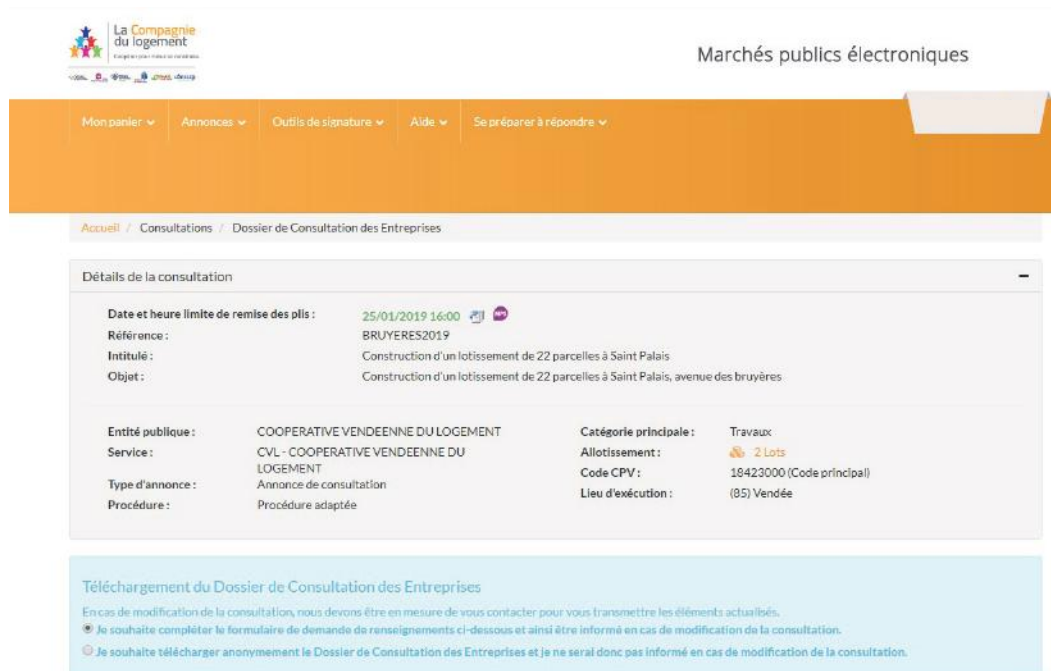 La Compagnie
du logement
Marchés publics électroniques
Mon panier
Annonces
Outils de signature
Aide
Se préparer à répondre
Accueil / Consultations / Dossier de Consultation des Entreprises
Détails de la consultation
Date et heure limite de remise des plis : 25/01/2019 16:00
Référence : BRUYERES2019
Intitulé : Construction d'un lotissement de 22 parcelles à Saint Palais
Objet : Construction d'un lotissement de 22 parcelles à Saint Palais, avenue des bruyères
Entité publique : COOPERATIVE VENDEENNE DU LOGEMENT
Service : CVL - COOPERATIVE VENDEENNE DU
LOGEMENT
Type d'annonce : Annonce de consultation
Procédure : Procédure adaptée
Catégorie principale : Travaux
Allotissement : 2 Lots
Code CPV : 18423000 (Code principal)
Lieu d'exécution : (85) Vendée
Téléchargement du Dossier de Consultation des Entreprises
En cas de modification de la consultation, nous devons être en mesure de vous contacter pour vous transmettre les éléments actualisés.
Je souhaite compléter le formulaire de demande de renseignements ci-dessous et ainsi être informé en cas de modification de la consultation.
Je souhaite télécharger anonymement le Dossier de Consultation des Entreprises et je ne serai donc pas informé en cas de modification de la consultation.